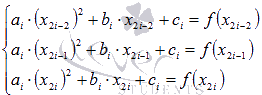 a_i · (x_{2i-2})² + b_i · x_{2i-2} + c_i = f(x_{2i-2})
a_i · (x_{2i-1})² + b_i · x_{2i-1} + c_i = f(x_{2i-1})
a_i · (x_{2i})² + b_i · x_{2i} + c_i = f(x_{2i})